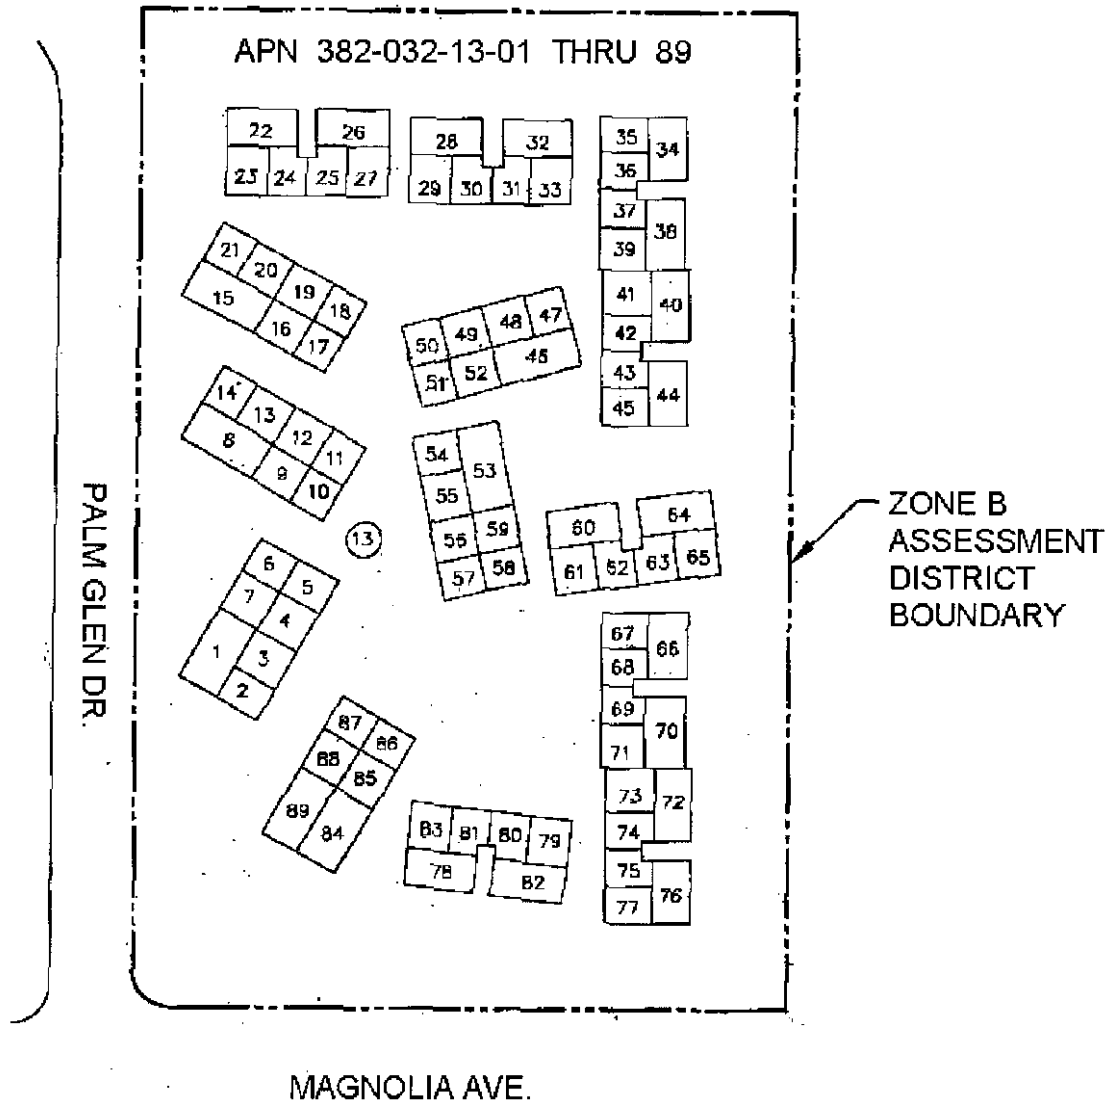 APN 382-032-13-01 THRU 89
22 26
23 24 25 27
28 32
29 30 31 33
35 34
36
37 38
39
41 40
42
43 44
45
21 20 19 18
15 16 17
50 49 48 47
51 52 46
14 13 12 11
8 9 10
54 53
55
56 59
57 58
60 64
61 62 63 65
13
6 5
7 4
1 3
2
67 66
68
69 70
71
73 72
74
75 76
77
87 86
88 85
89 84
83 81 80 79
78 82
PALM GLEN DR.
ZONE B
ASSESSMENT
DISTRICT
BOUNDARY
MAGNOLIA AVE.